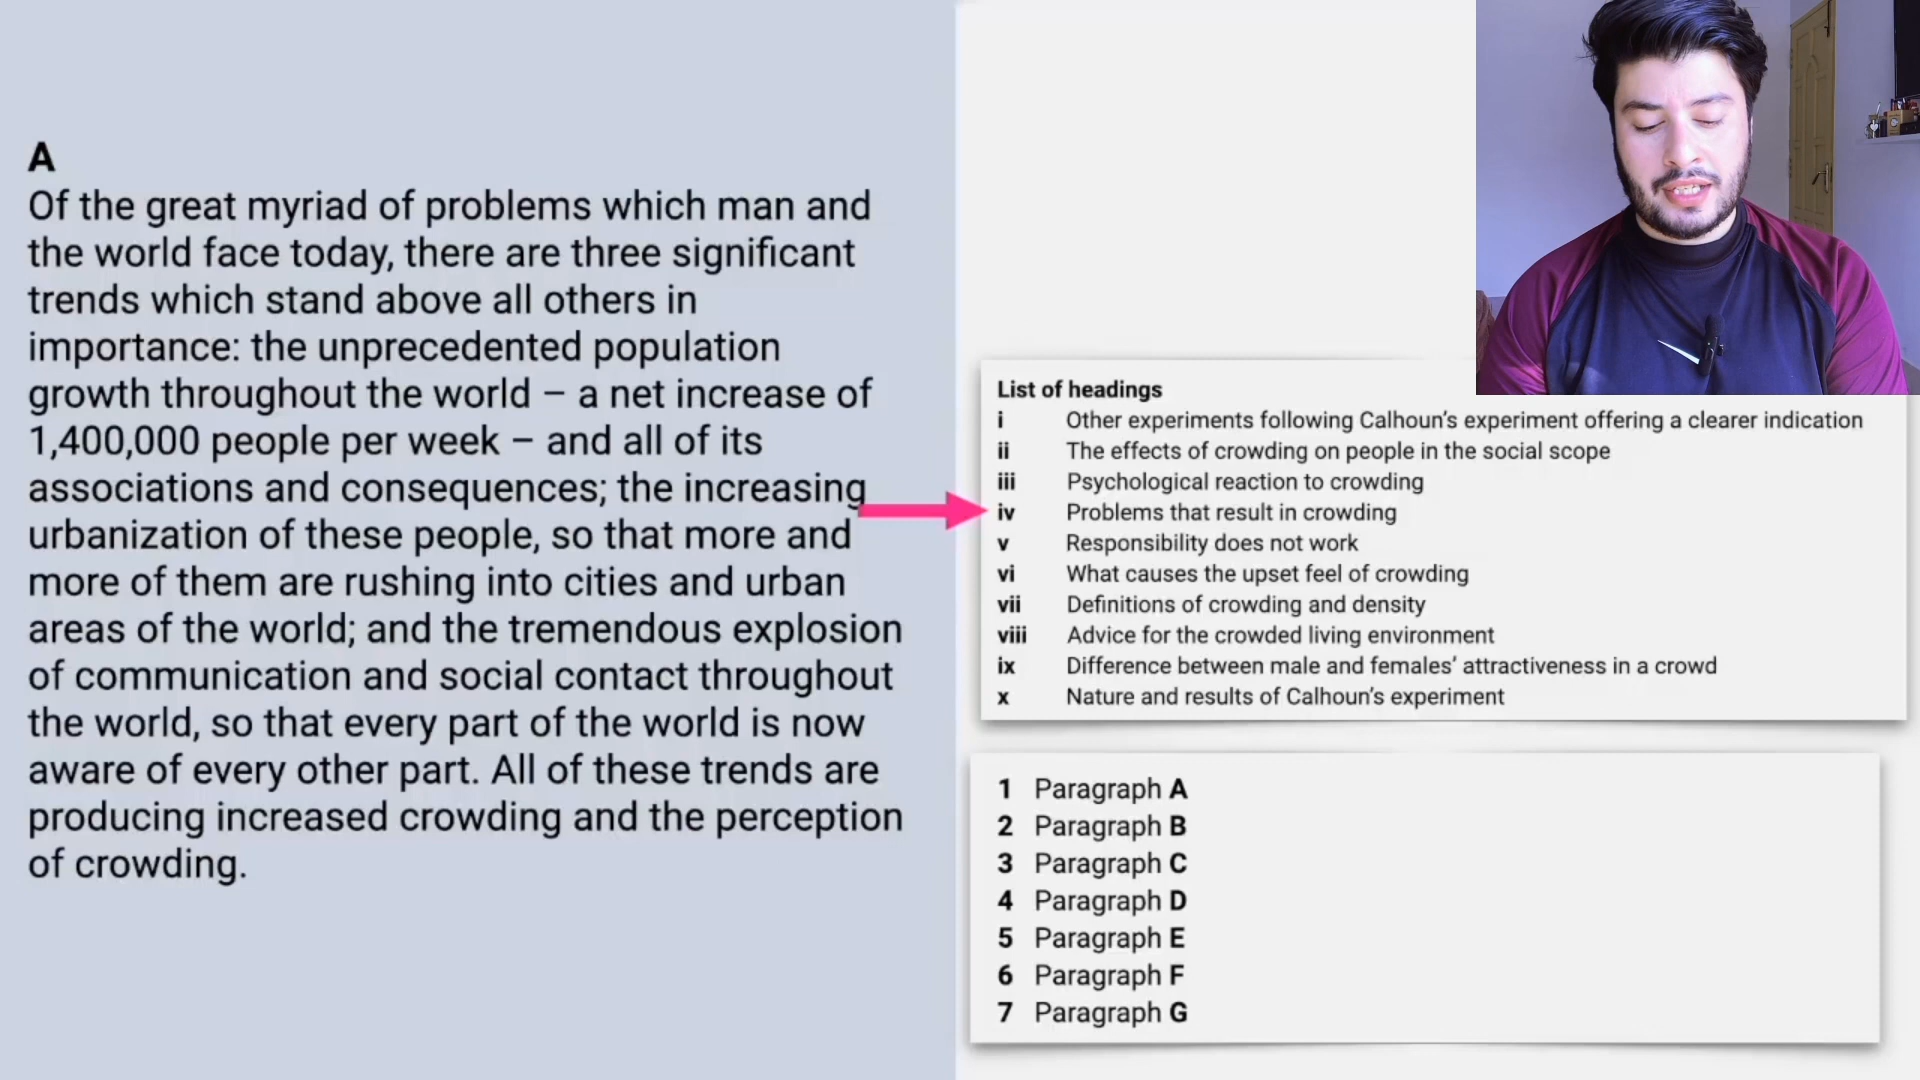 A
Of the great myriad of problems which man and
the world face today, there are three significant
trends which stand above all others in
importance: the unprecedented population
growth throughout the world – a net increase of
1,400,000 people per week – and all of its
associations and consequences; the increasing
urbanization of these people, so that more and
more of them are rushing into cities and urban
areas of the world; and the tremendous explosion
of communication and social contact throughout
the world, so that every part of the world is now
aware of every other part. All of these trends are
producing increased crowding and the perception
of crowding.
List of headings
i Other experiments following Calhoun’s experiment offering a clearer indication
ii The effects of crowding on people in the social scope
iii Psychological reaction to crowding
iv Problems that result in crowding
v Responsibility does not work
vi What causes the upset feel of crowding
vii Definitions of crowding and density
viii Advice for the crowded living environment
ix Difference between male and females’ attractiveness in a crowd
x Nature and results of Calhoun’s experiment
1 Paragraph A
2 Paragraph B
3 Paragraph C
4 Paragraph D
5 Paragraph E
6 Paragraph F
7 Paragraph G